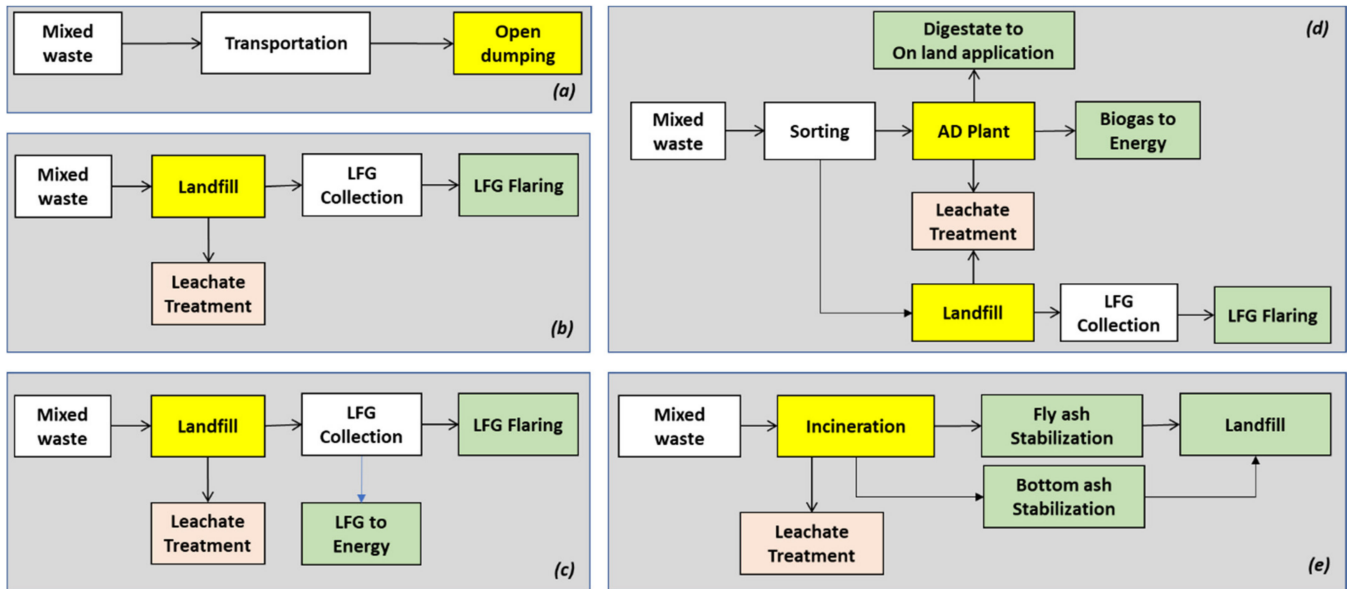 Mixed
waste
Transportation
Open
dumping
(a)
Mixed
waste
Landfill
LFG
Collection
LFG Flaring
Leachate
Treatment
(b)
Mixed
waste
Landfill
LFG
Collection
LFG Flaring
Leachate
Treatment
LFG to
Energy
(c)
(d)
Digestate to
On land application
Mixed
waste
Sorting
AD Plant
Biogas to
Energy
Leachate
Treatment
Landfill
LFG
Collection
LFG Flaring
Mixed
waste
Incineration
Fly ash
Stabilization
Landfill
Bottom ash
Stabilization
Leachate
Treatment
(e)